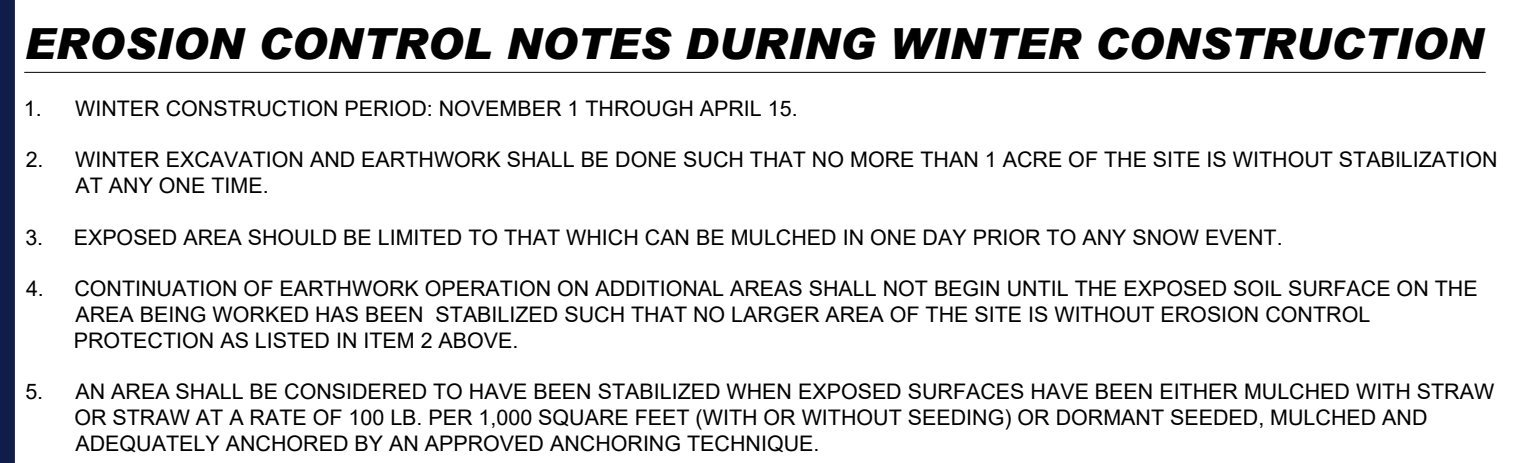 EROSION CONTROL NOTES DURING WINTER CONSTRUCTION
1. WINTER CONSTRUCTION PERIOD: NOVEMBER 1 THROUGH APRIL 15.
2. WINTER EXCAVATION AND EARTHWORK SHALL BE DONE SUCH THAT NO MORE THAN 1 ACRE OF THE SITE IS WITHOUT STABILIZATION
AT ANY ONE TIME.
3. EXPOSED AREA SHOULD BE LIMITED TO THAT WHICH CAN BE MULCHED IN ONE DAY PRIOR TO ANY SNOW EVENT.
4. CONTINUATION OF EARTHWORK OPERATION ON ADDITIONAL AREAS SHALL NOT BEGIN UNTIL THE EXPOSED SOIL SURFACE ON THE
AREA BEING WORKED HAS BEEN STABILIZED SUCH THAT NO LARGER AREA OF THE SITE IS WITHOUT EROSION CONTROL
PROTECTION AS LISTED IN ITEM 2 ABOVE.
5. AN AREA SHALL BE CONSIDERED TO HAVE BEEN STABILIZED WHEN EXPOSED SURFACES HAVE BEEN EITHER MULCHED WITH STRAW
OR STRAW AT A RATE OF 100 LB. PER 1,000 SQUARE FEET (WITH OR WITHOUT SEEDING) OR DORMANT SEEDED, MULCHED AND
ADEQUATELY ANCHORED BY AN APPROVED ANCHORING TECHNIQUE.